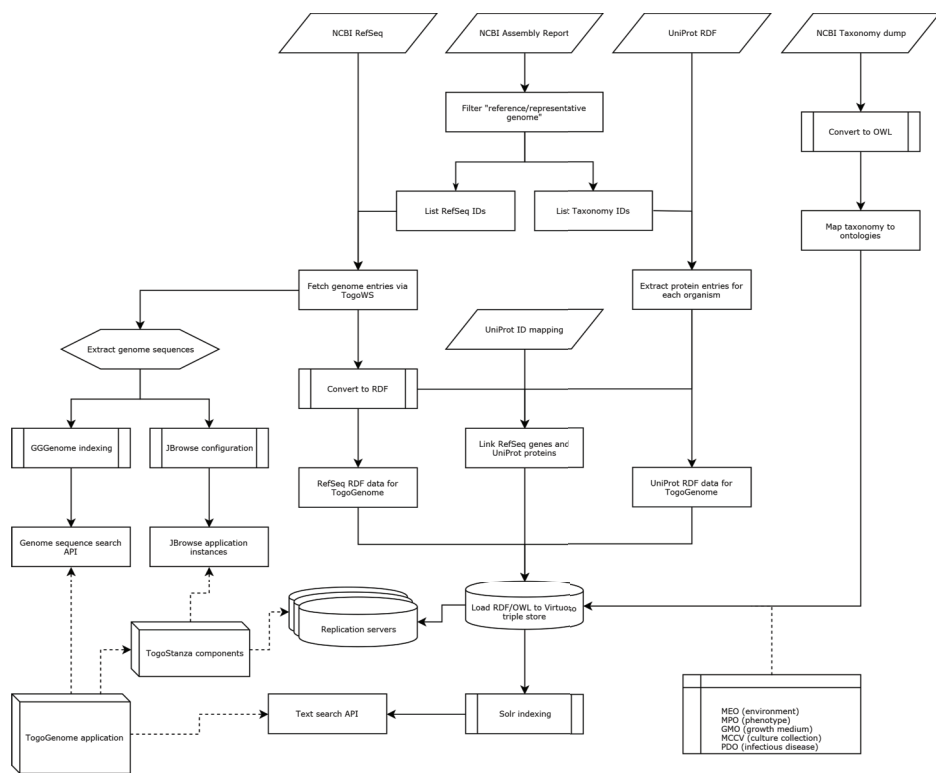 NCBI RefSeq
NCBI Assembly Report
UniProt RDF
NCBI Taxonomy dump
Filter "reference/representative
genome"
Convert to OWL
List RefSeq IDs
List Taxonomy IDs
Map taxonomy to
ontologies
Fetch genome entries via
TogoWS
Extract protein entries for
each organism
UniProt ID mapping
Extract genome sequences
Convert to RDF
GGGenome indexing
JBrowse configuration
Link RefSeq genes and
UniProt proteins
RefSeq RDF data for
TogoGenome
UniProt RDF data for
TogoGenome
Genome sequence search
API
JBrowse application
instances
Load RDF/OWL to Virtuoso
triple store
Replication servers
TogoStanza components
TogoGenome application
Text search API
Solr indexing
MEO (environment)
MPO (phenotype)
GMO (growth medium)
MCCV (culture collection)
PDO (infectious disease)